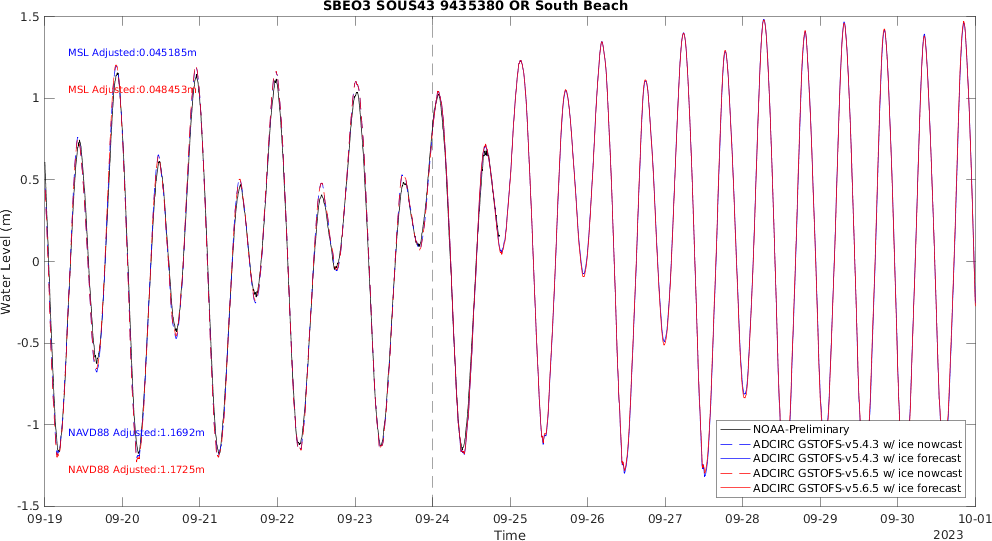 SBEO3 SOUS43 9435380 OR South Beach
1.5
1
0.5
0
-0.5
-1
-1.5
Water Level (m)
MSL Adjusted:0.045185m
MSL Adjusted:0.048453m
NAVD88 Adjusted:1.1692m
NAVD88 Adjusted:1.1725m
NOAA-Preliminary
ADCIRC GSTOFS-v5.4.3 w/ ice nowcast
ADCIRC GSTOFS-v5.4.3 w/ ice forecast
ADCIRC GSTOFS-v5.6.5 w/ ice nowcast
ADCIRC GSTOFS-v5.6.5 w/ ice forecast
09-19 09-20 09-21 09-22 09-23 09-24 09-25 09-26 09-27 09-28 09-29 09-30 10-01
Time
2023